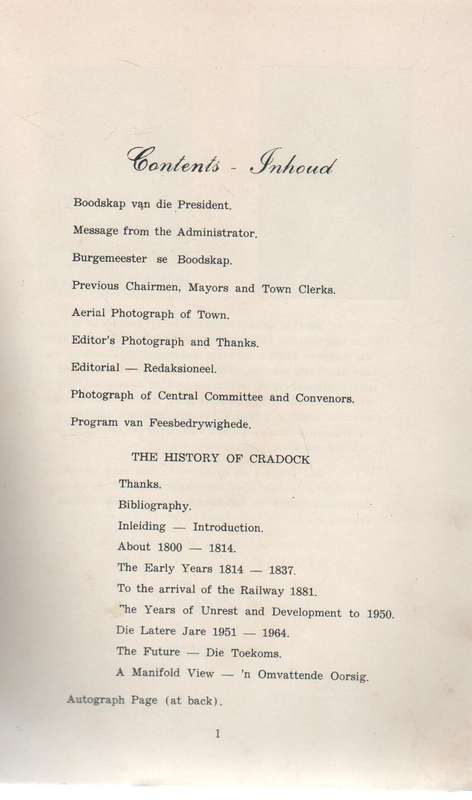 Contents - Inhoud
Boodskap van die President.
Message from the Administrator.
Burgemeester se Boodskap.
Previous Chairmen, Mayors and Town Clerks.
Aerial Photograph of Town.
Editor's Photograph and Thanks.
Editorial — Redaksioneel.
Photograph of Central Committee and Convenors.
Program van Feesbedrywighede.
THE HISTORY OF CRADOCK
Thanks.
Bibliography.
Inleiding — Introduction.
About 1800 — 1814.
The Early Years 1814 — 1837.
To the arrival of the Railway 1881.
The Years of Unrest and Development to 1950.
Die Latere Jare 1951 — 1964.
The Future — Die Toekoms.
A Manifold View — 'n Omvattende Oorsig.
Autograph Page (at back).
1